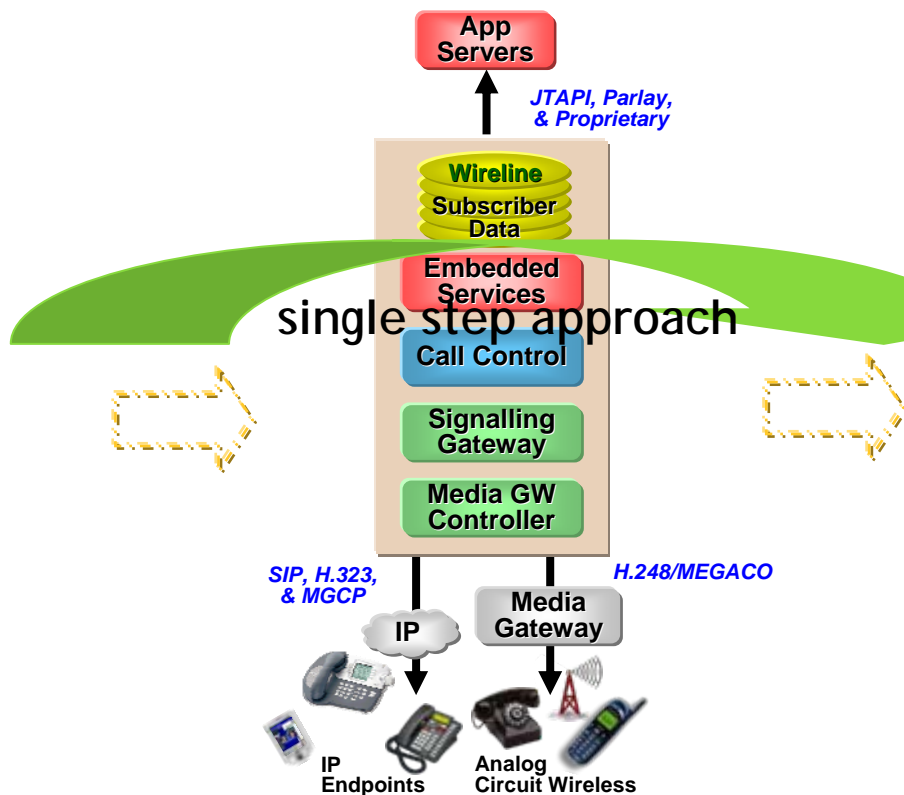 App
Servers
JTAPI, Parlay,
& Proprietary
Wireline
Subscriber
Data
Embedded
Services
single step approach
Call Control
Signalling
Gateway
Media GW
Controller
SIP, H.323,
& MGCP
H.248/MEGACO
IP
Media
Gateway
IP
Endpoints
Analog
Circuit Wireless